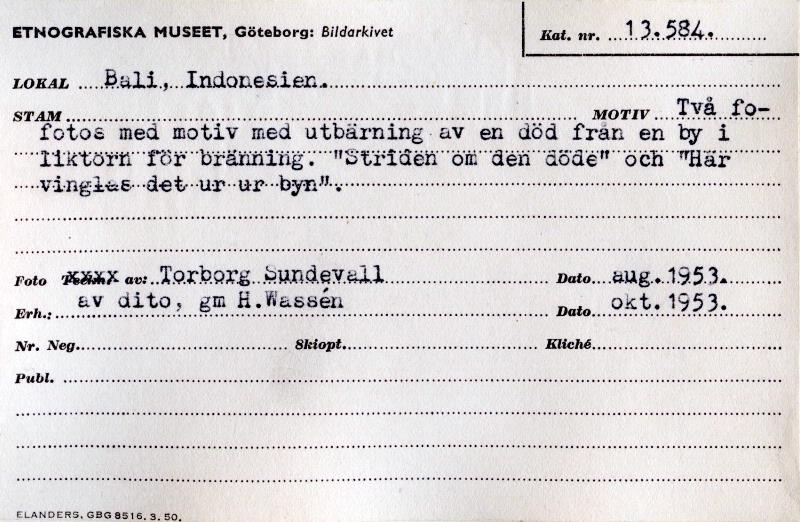 ETNOGRAFISKA MUSEET, Göteborg: Bildarkivet
Kat. nr. 13.584.
LOKAL Bali, Indonesien.
STAM MOTIV Två fo-
fotos med motiv med utbärning av en död från en by i
liktorn för bränning. "Striden om den döde" och "Här
vinglas det ur ur byn".
Foto xxxx av: Torborg Sundevall Dato aug. 1953.
Erh.: av dito, gm H.Wassén Dato okt. 1953.
Nr. Neg. Skiopt. Kliché
Publ.
ELANDERS, GBG 8516. 3. 50.